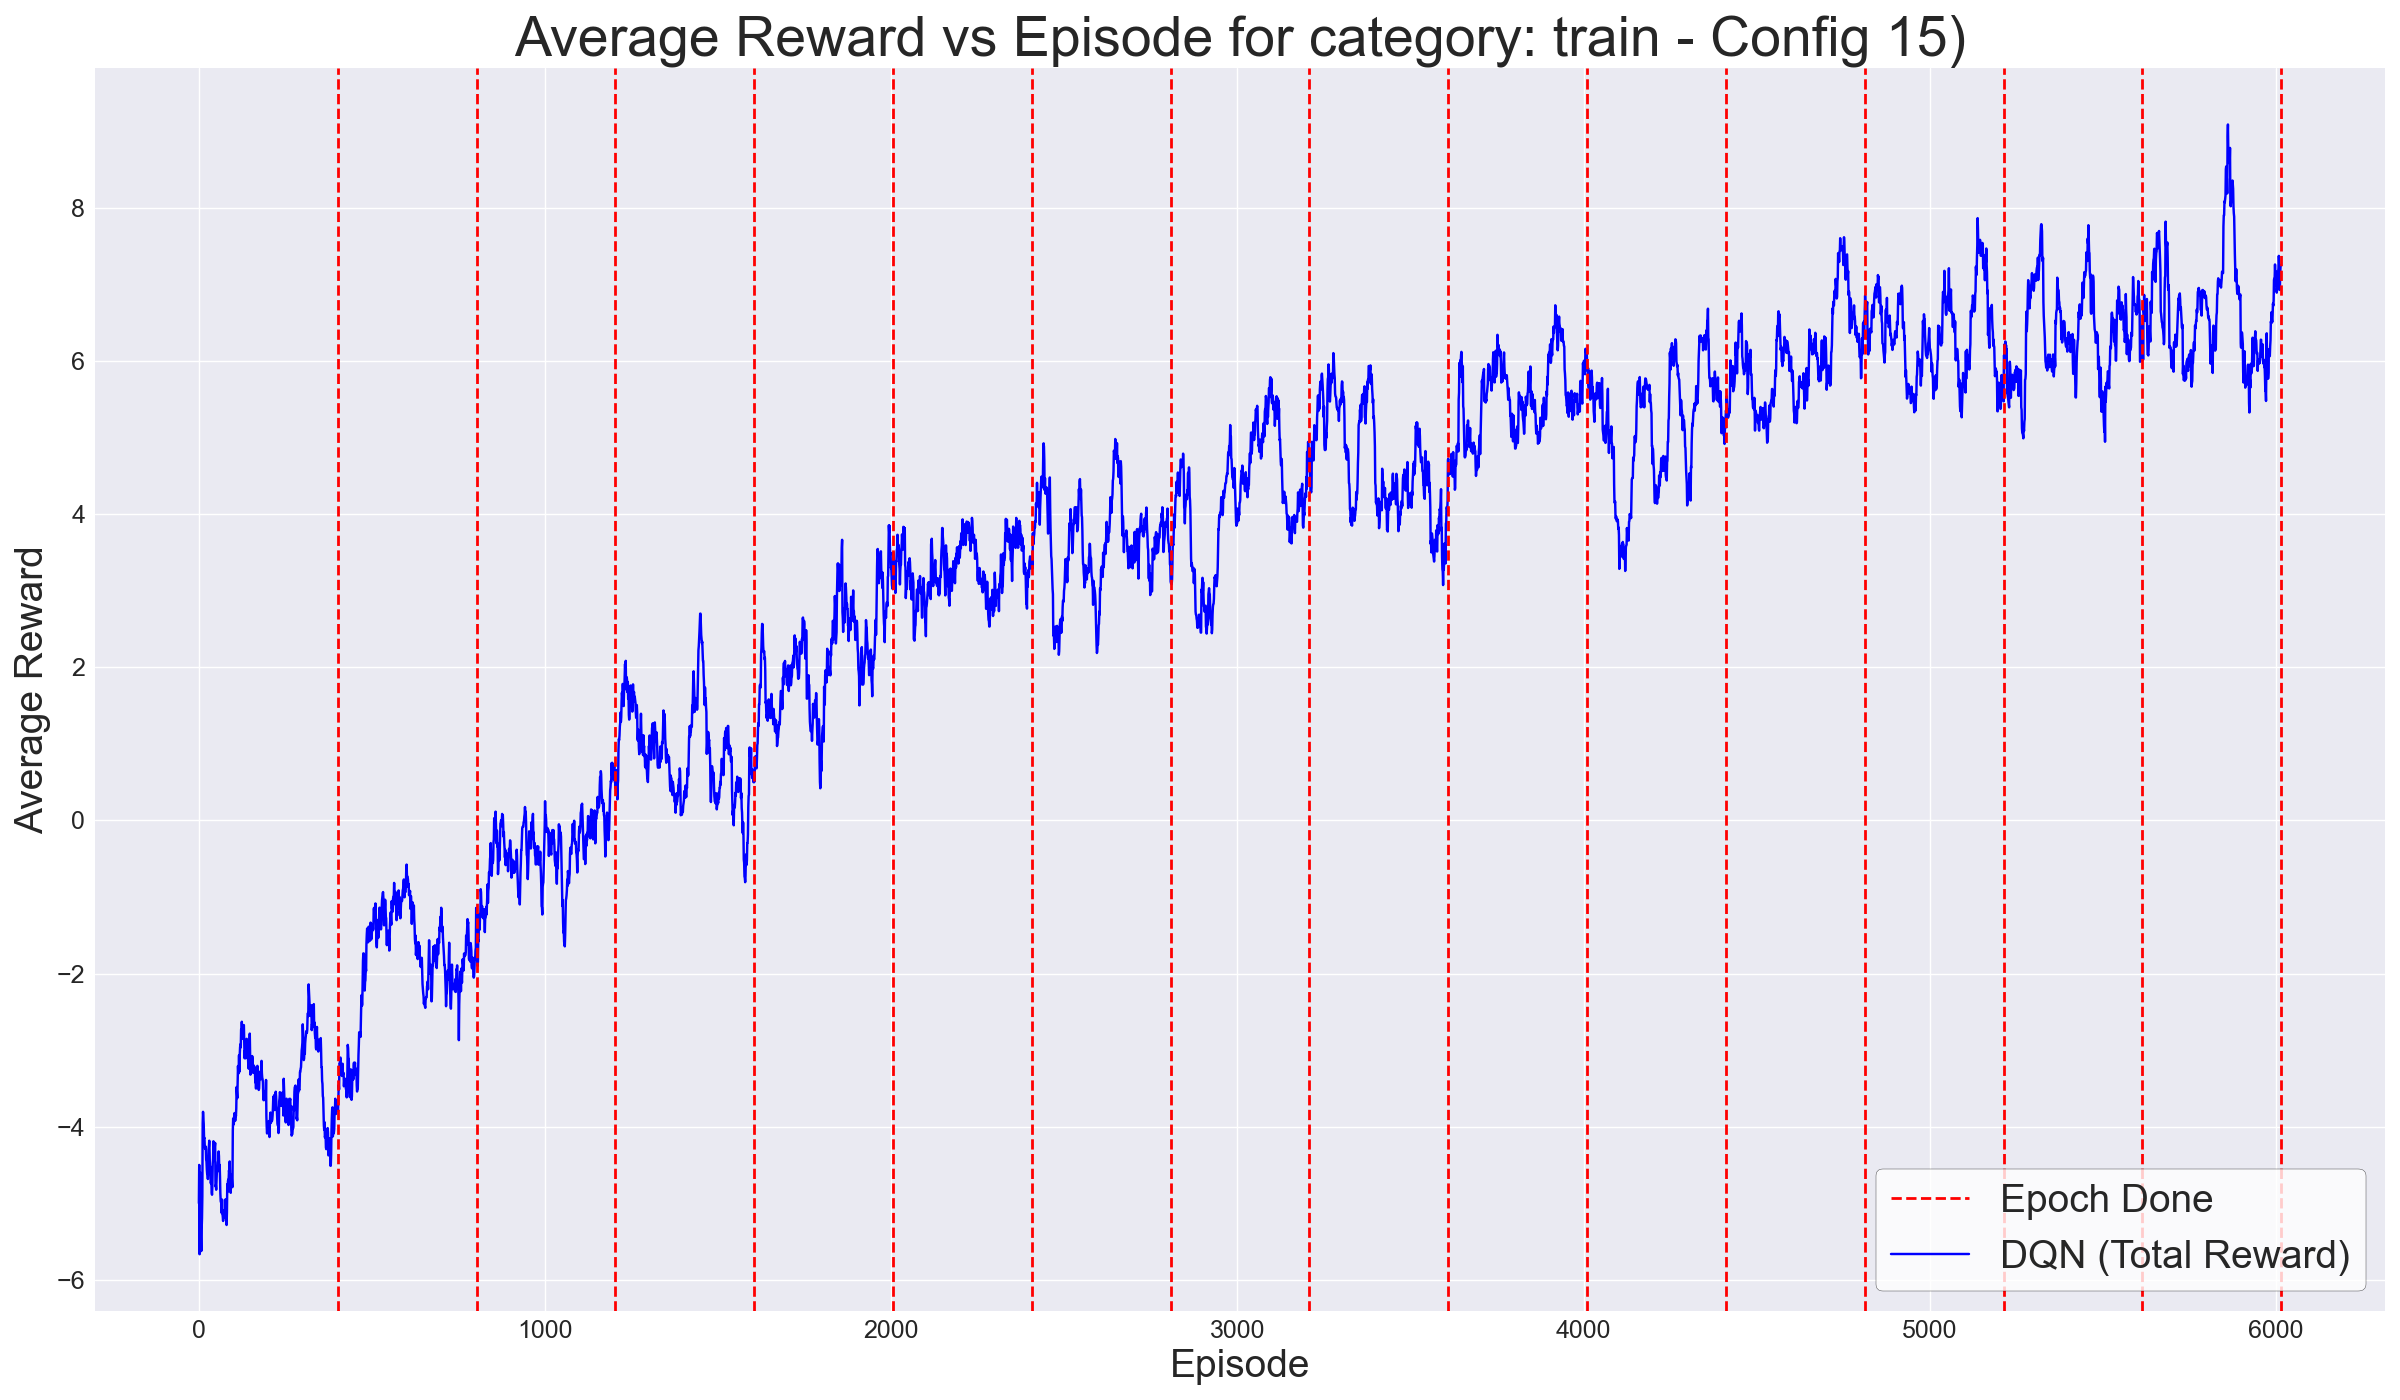 Average Reward vs Episode for category: train - Config 15)
Average Reward
8
6
4
2
0
−2
−4
−6
0 1000 2000 3000 4000 5000 6000
Episode
Epoch Done
DQN (Total Reward)